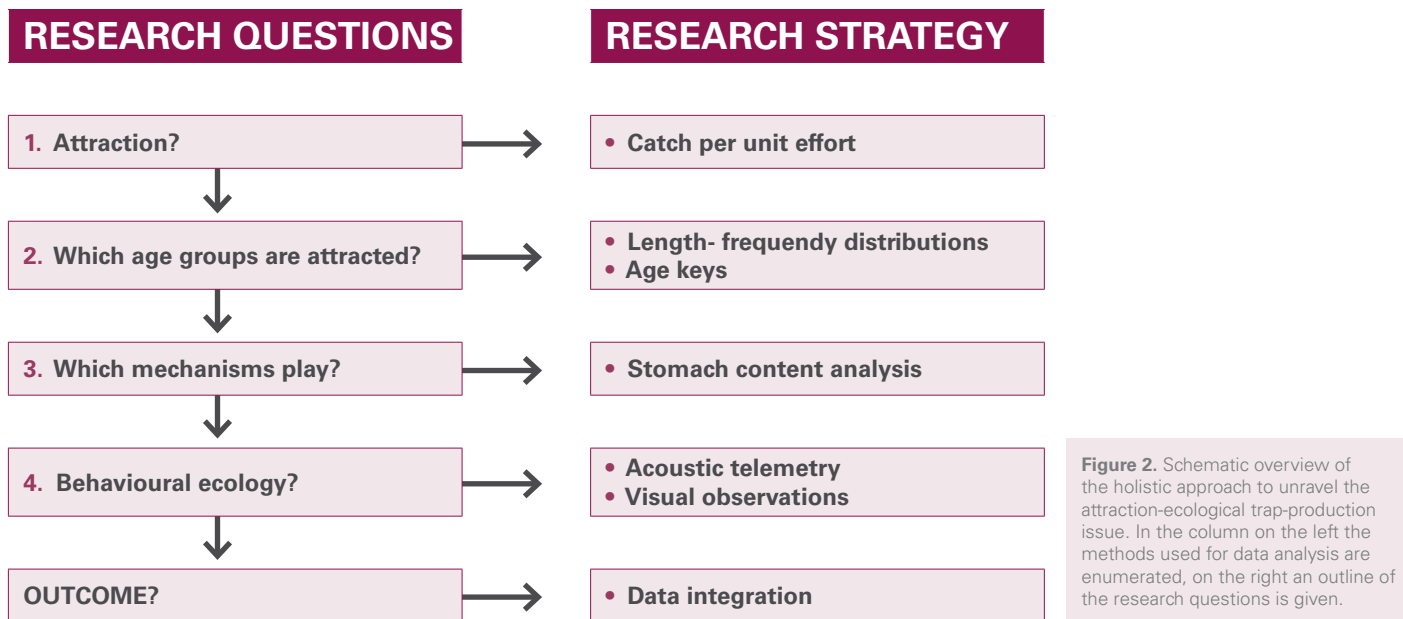 RESEARCH QUESTIONS
RESEARCH STRATEGY
1. Attraction?
• Catch per unit effort
2. Which age groups are attracted?
• Length- frequendy distributions
• Age keys
3. Which mechanisms play?
• Stomach content analysis
4. Behavioural ecology?
• Acoustic telemetry
• Visual observations
OUTCOME?
• Data integration
Figure 2. Schematic overview of
the holistic approach to unravel the
attraction-ecological trap-production
issue. In the column on the left the
methods used for data analysis are
enumerated, on the right an outline of
the research questions is given.